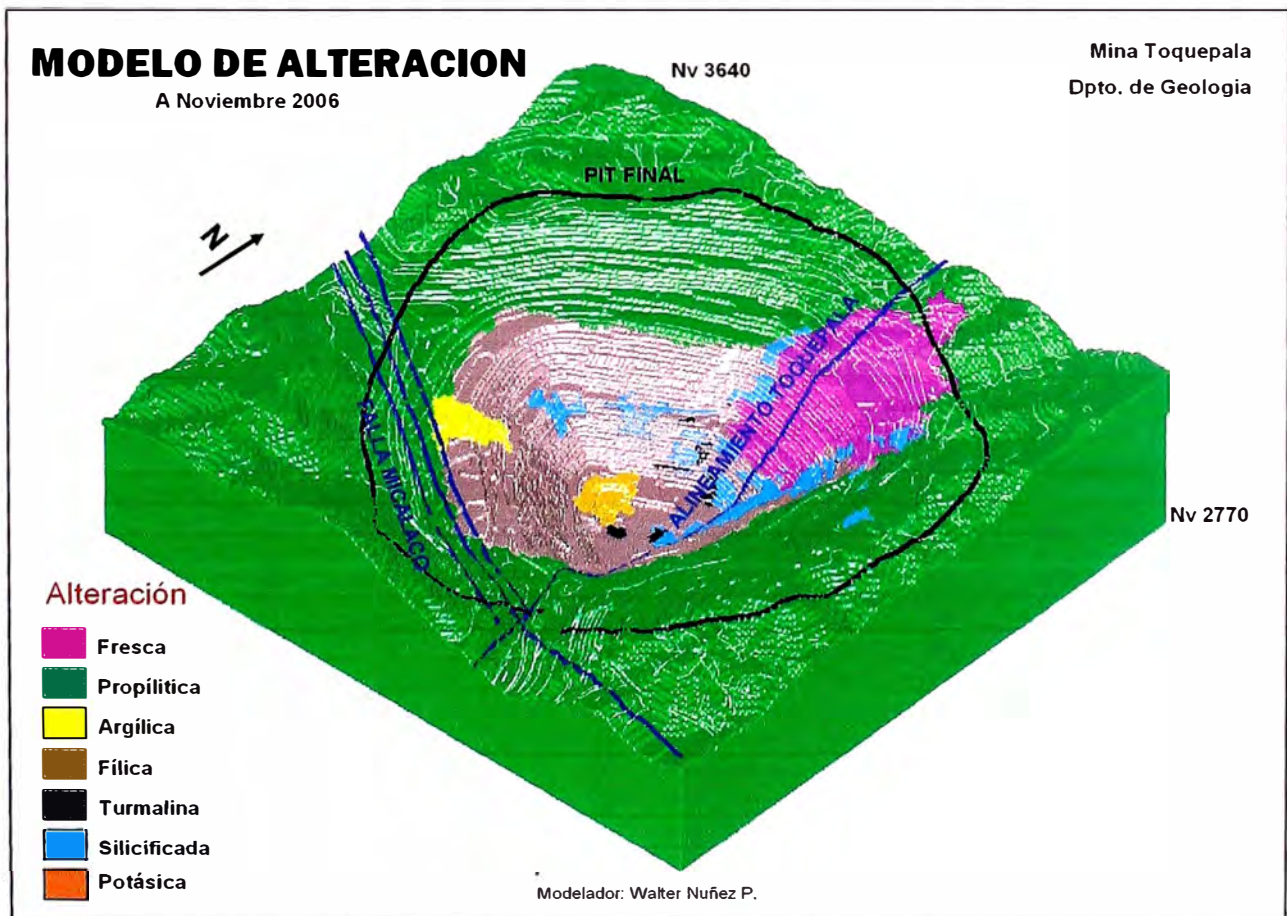 MODELO DE ALTERACION
A Noviembre 2006
Nv 3640
Mina Toquepala
Dpto. de Geologia
PIT FINAL
N
ALINEAMIENTO TOQUEPALA
FALLA MICALACO
Nv 2770
Alteración
Fresca
Propílitica
Argílica
Fílica
Turmalina
Silicificada
Potásica
Modelador: Walter Nuñez P.